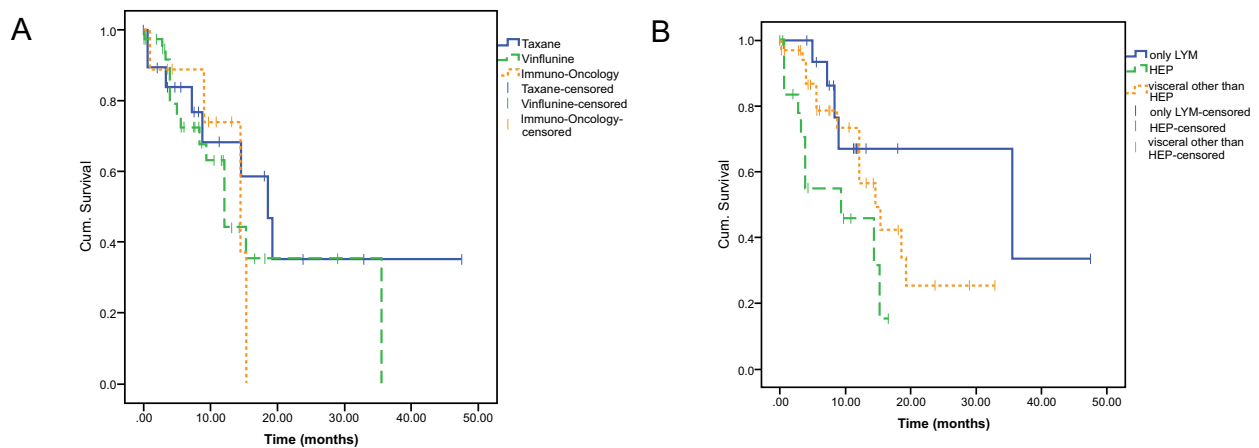 A
Cum. Survival
1.0
0.8
0.6
0.4
0.2
0.0
.00 10.00 20.00 30.00 40.00 50.00
Time (months)
Taxane
Vinflunine
Immuno-Oncology
Taxane-censored
Vinflunine-censored
Immuno-Oncology-
censored
B
Cum. Survival
1.0
0.8
0.6
0.4
0.2
0.0
.00 10.00 20.00 30.00 40.00 50.00
Time (months)
only LYM
HEP
visceral other than
HEP
only LYM-censored
HEP-censored
visceral other than
HEP-censored